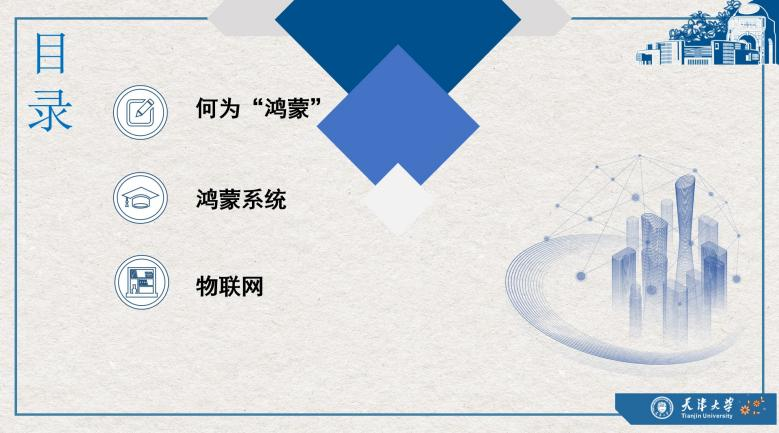 目
录
何为“鸿蒙”
鸿蒙系统
物联网
天津大学
Tianjin University